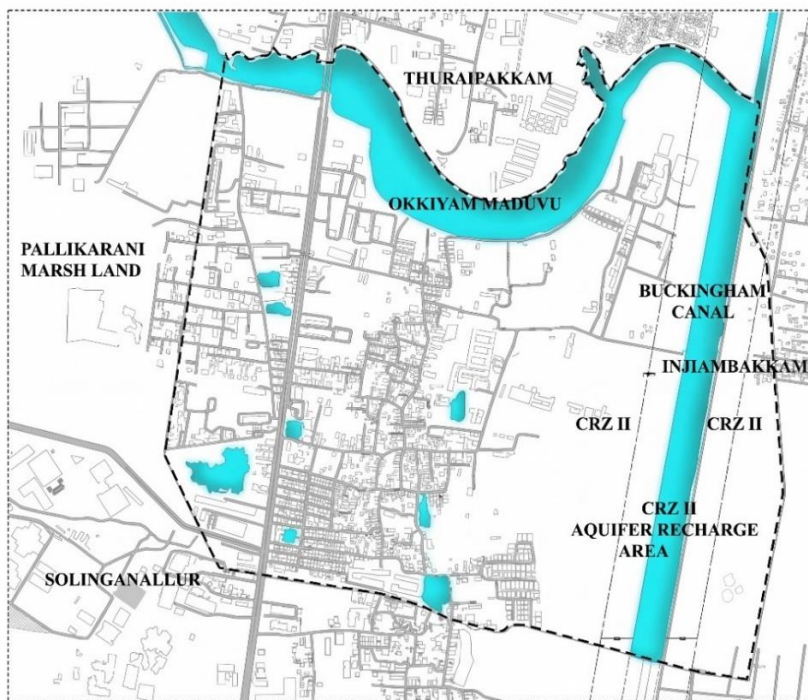 THURAIPAKKAM
OKKIYAM MADUVU
PALLIKARANI
MARSH LAND
BUCKINGHAM
CANAL
INJIAMBAKKAM
CRZ II
CRZ II
CRZ II
AQUIFER RECHARGE
AREA
SOLINGANALLUR